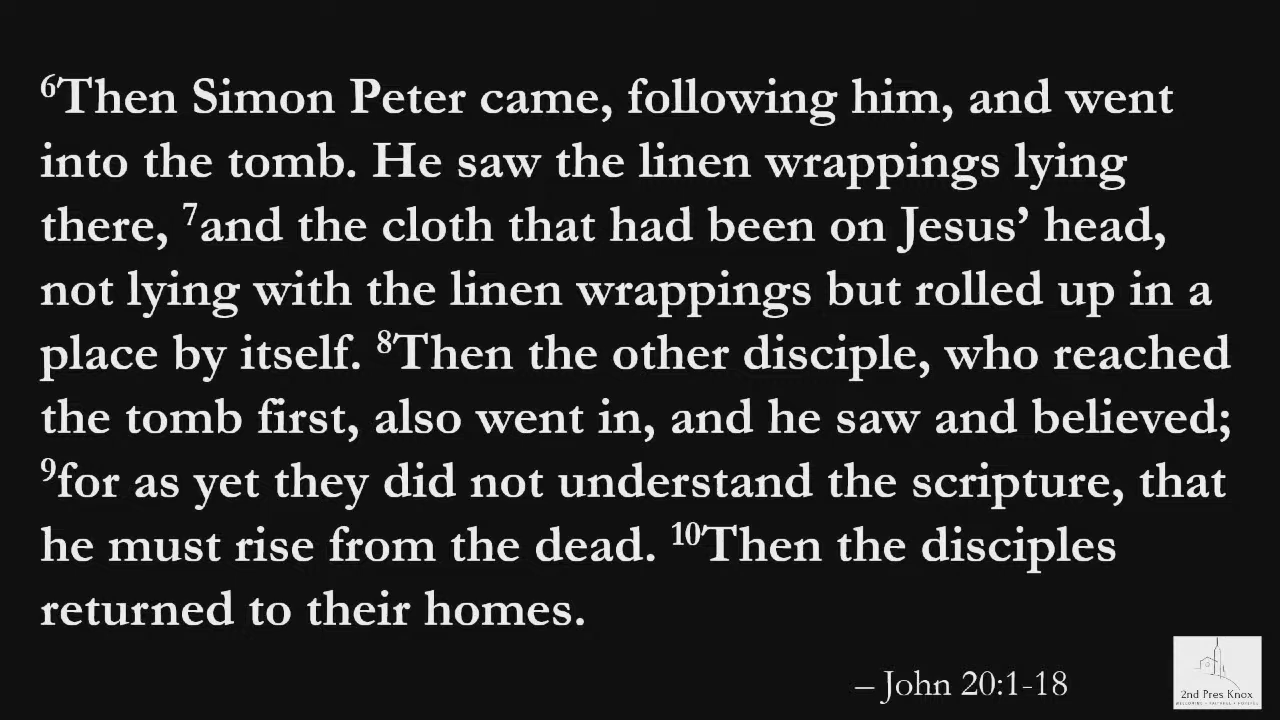 ⁶Then Simon Peter came, following him, and went
into the tomb. He saw the linen wrappings lying
there, ⁷and the cloth that had been on Jesus’ head,
not lying with the linen wrappings but rolled up in a
place by itself. ⁸Then the other disciple, who reached
the tomb first, also went in, and he saw and believed;
⁹for as yet they did not understand the scripture, that
he must rise from the dead. ¹⁰Then the disciples
returned to their homes.
– John 20:1-18
2nd Pres Knox